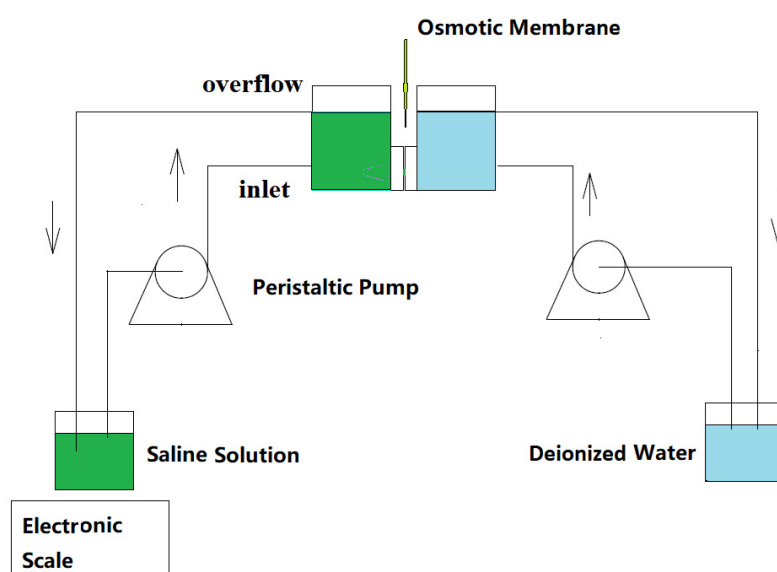 Osmotic Membrane
overflow
inlet
Peristaltic Pump
Saline Solution
Deionized Water
Electronic
Scale